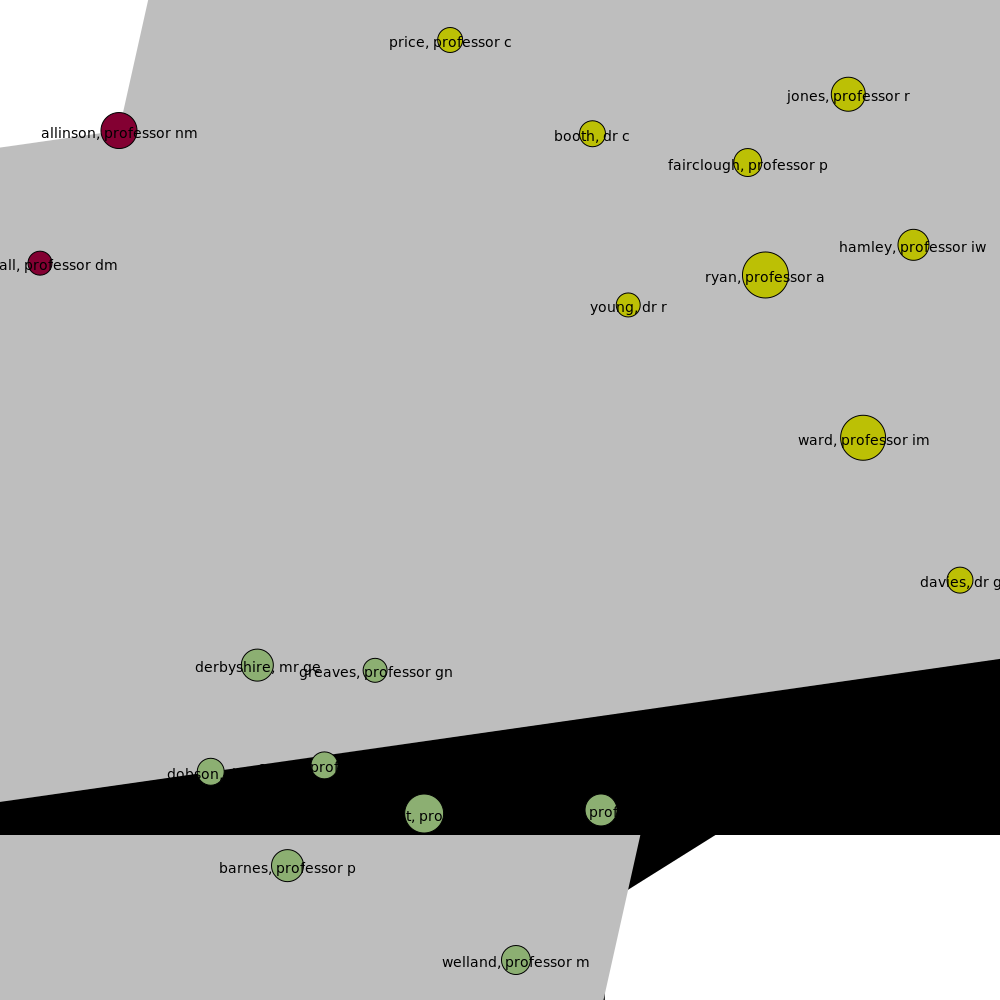 price, professor c
jones, professor r
allinson, professor nm
booth, dr c
fairclough, professor p
hamley, professor iw
all, professor dm
ryan, professor a
young, dr r
ward, professor im
davies, dr g
derbyshire, mr ge
greaves, professor gn
dobson,
prof
t, pro
prof
barnes, professor p
welland, professor m